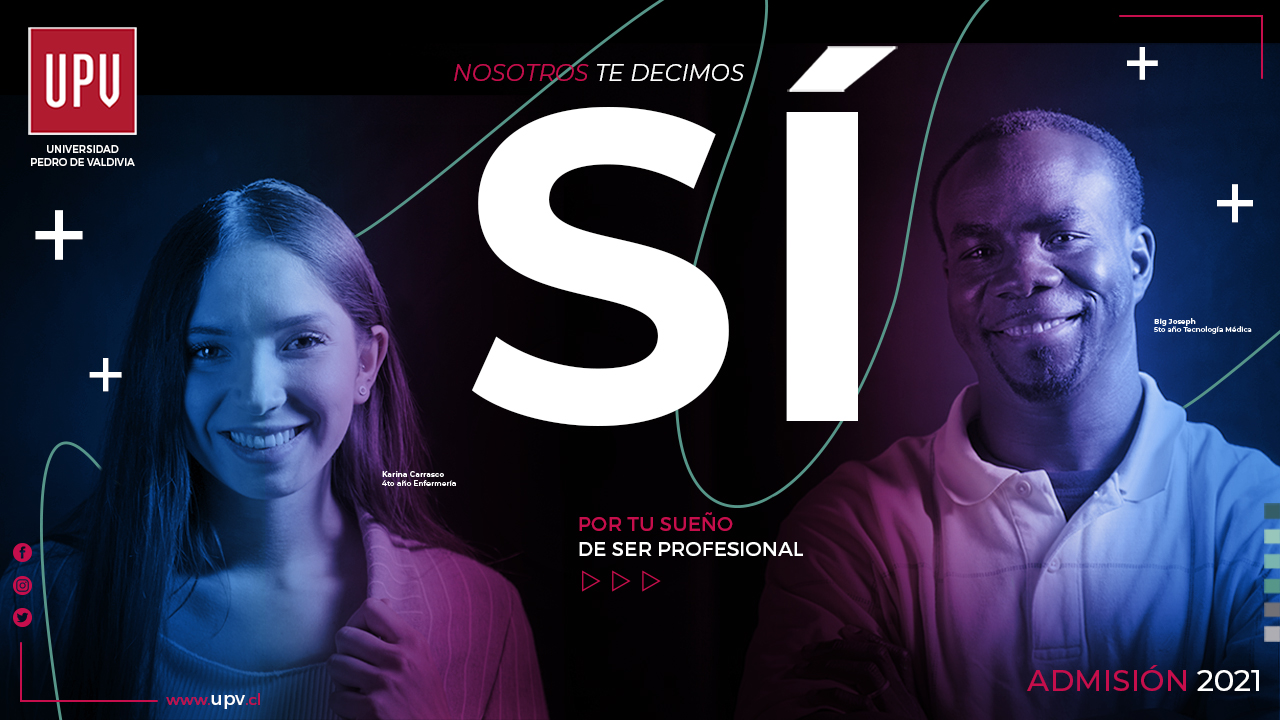 UPV
UNIVERSIDAD
PEDRO DE VALDIVIA
NOSOTROS TE DECIMOS
SÍ
Big Joseph
5to año Tecnología Médica
Karina Carrasco
4to año Enfermería
POR TU SUEÑO
DE SER PROFESIONAL
www.upv.cl
ADMISIÓN 2021